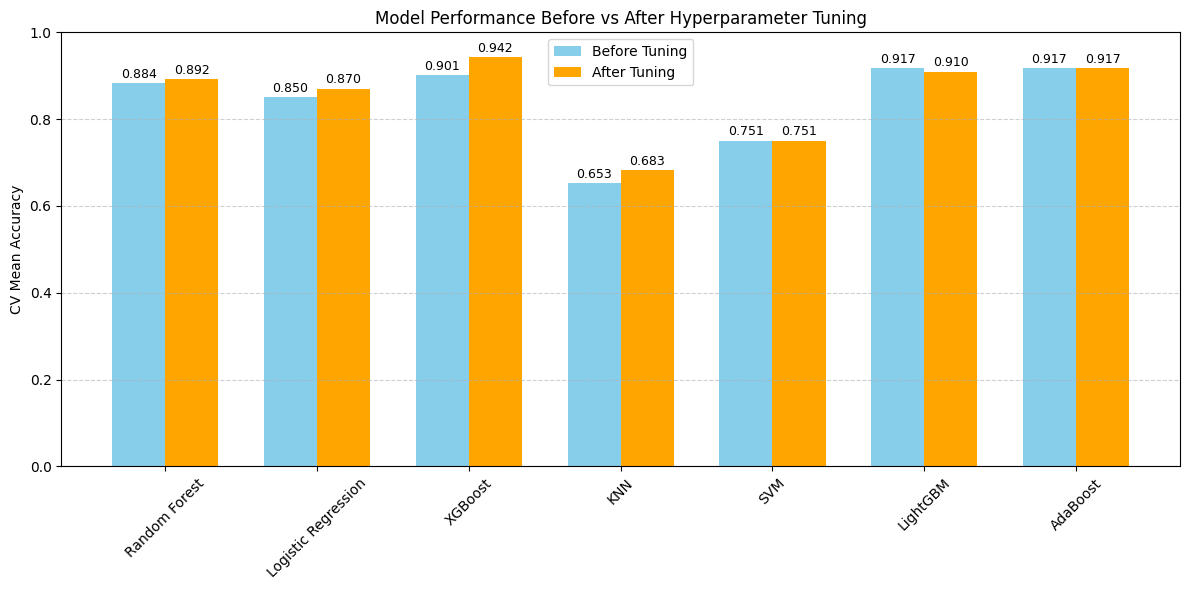 Model Performance Before vs After Hyperparameter Tuning
Before Tuning
After Tuning
CV Mean Accuracy
1.0
0.8
0.6
0.4
0.2
0.0
0.884
0.892
0.850
0.870
0.901
0.942
0.653
0.683
0.751
0.751
0.917
0.910
0.917
0.917
Random Forest
Logistic Regression
XGBoost
KNN
SVM
LightGBM
AdaBoost